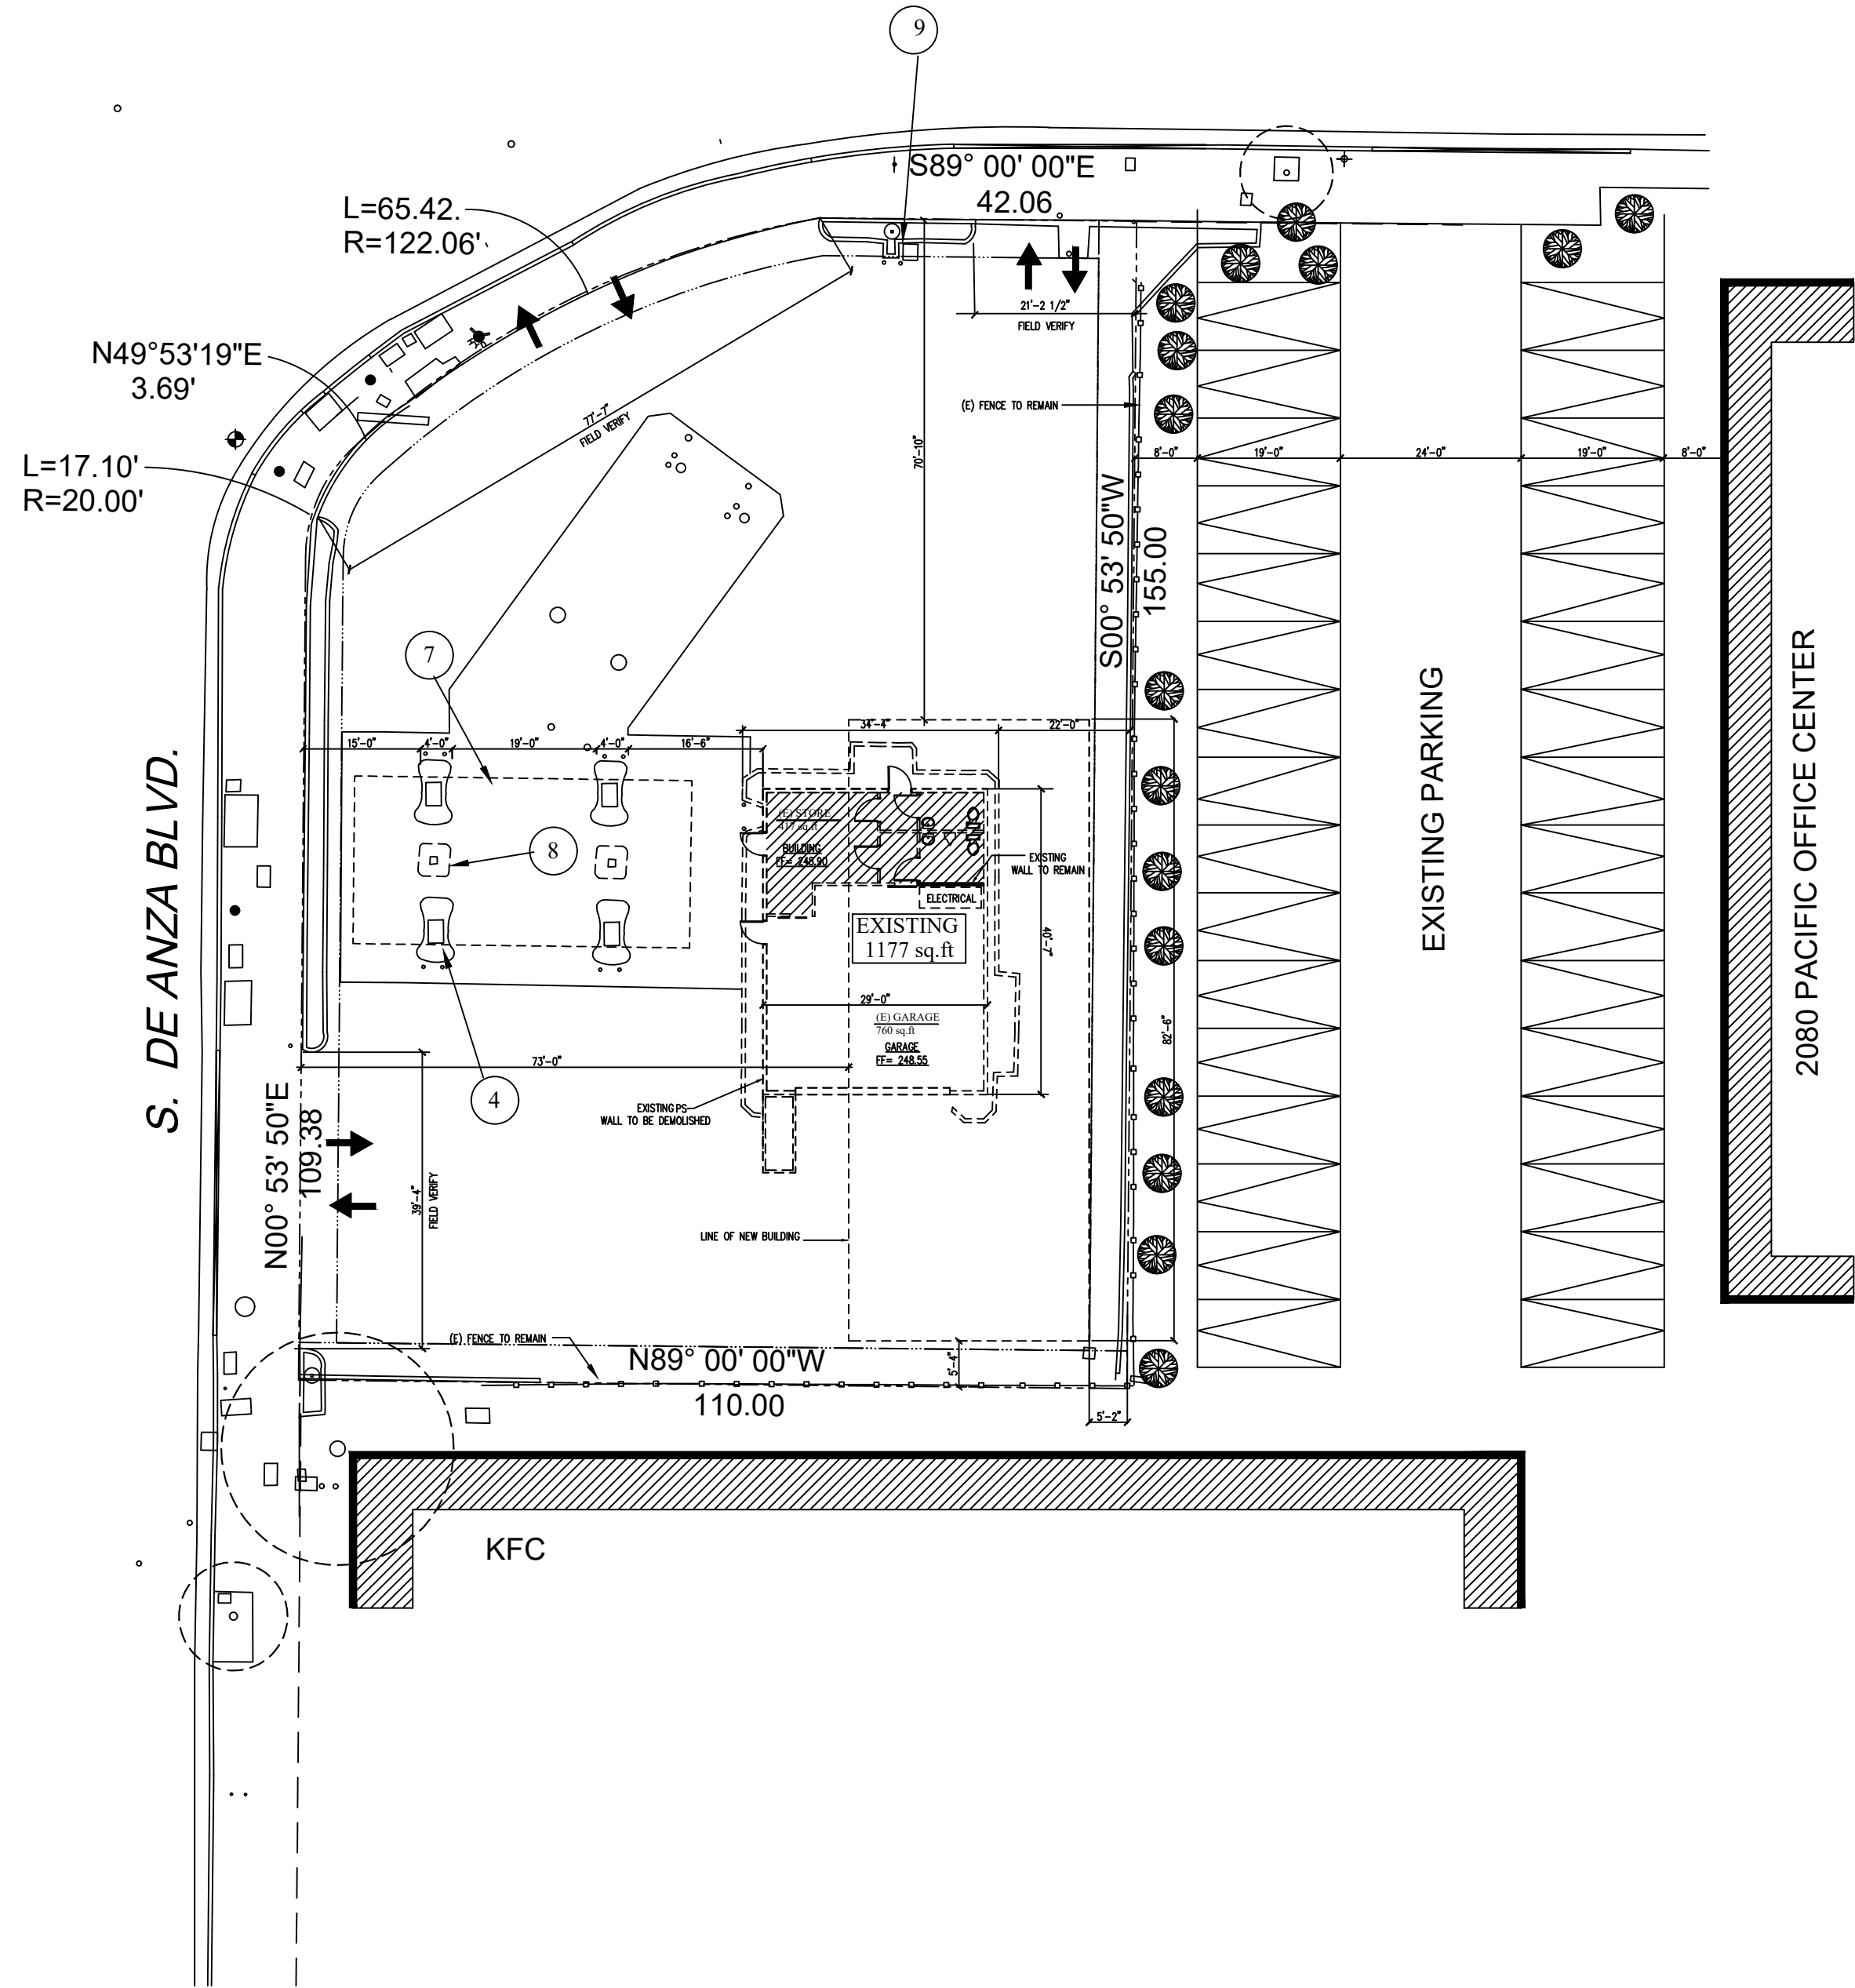 9
S89° 00' 00"E
42.06
L=65.42.
R=122.06'
N49°53'19"E
3.69'
L=17.10'
R=20.00'
21'-2 1/2"
FIELD VERIFY
77'-7"
FIELD VERIFY
(E) FENCE TO REMAIN
70'-10"
8'-0"
19'-0"
24'-0"
19'-0"
8'-0"
S00° 53' 50"W
155.00
7
34'-4"
22'-0"
15'-0"
4'-0"
19'-0"
4'-0"
16'-6"
S. DE ANZA BLVD.
EXISTING PARKING
2080 PACIFIC OFFICE CENTER
(E) STORE
417 sq.ft
BUILDING
FF= 248.90
8
EXISTING
WALL TO REMAIN
ELECTRICAL
EXISTING
1177 sq.ft
40'-7"
29'-0"
(E) GARAGE
760 sq.ft
GARAGE
FF= 248.55
82'-6"
73'-0"
4
EXISTING PS
WALL TO BE DEMOLISHED
N00° 53' 50"E
109.38
39'-4"
FIELD VERIFY
LINE OF NEW BUILDING
(E) FENCE TO REMAIN
N89° 00' 00"W
110.00
5'-4"
5'-2"
KFC